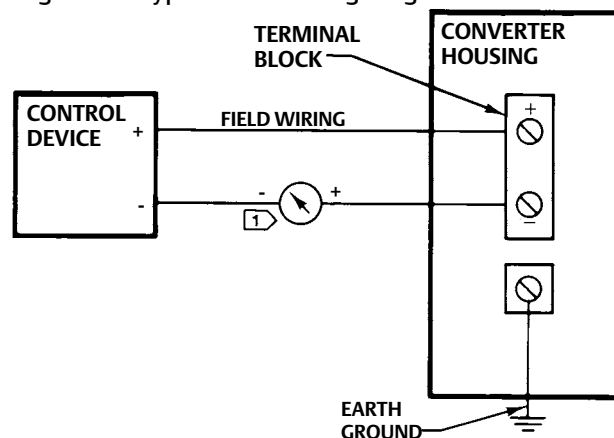 TERMINAL
BLOCK
CONVERTER
HOUSING
CONTROL
DEVICE
+
FIELD WIRING
+
-
-
+
1
–
EARTH
GROUND